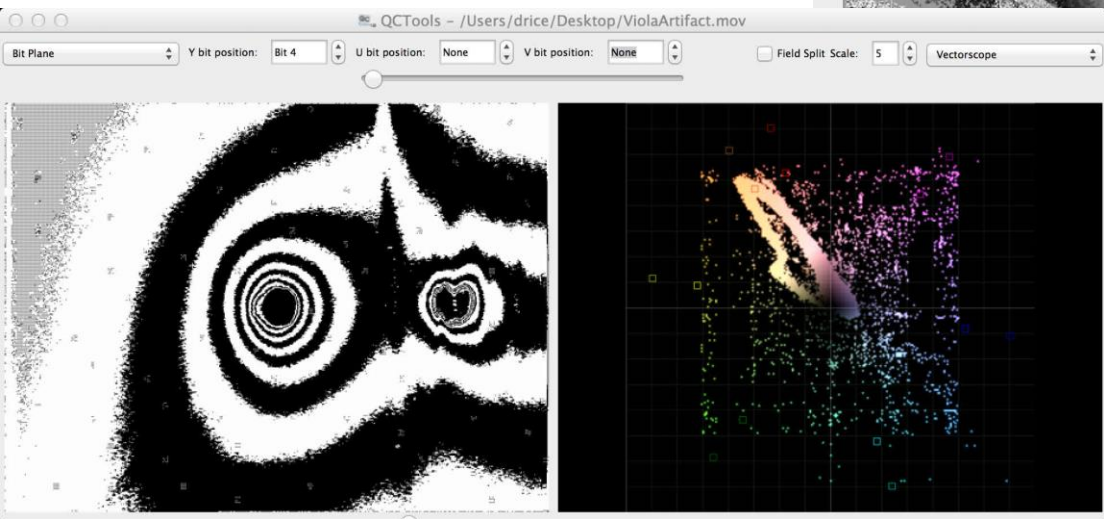 QCTools - /Users/drice/Desktop/ViolaArtifact.mov
Bit Plane Y bit position: Bit 4 U bit position: None V bit position: None Field Split Scale: 5 Vectorscope